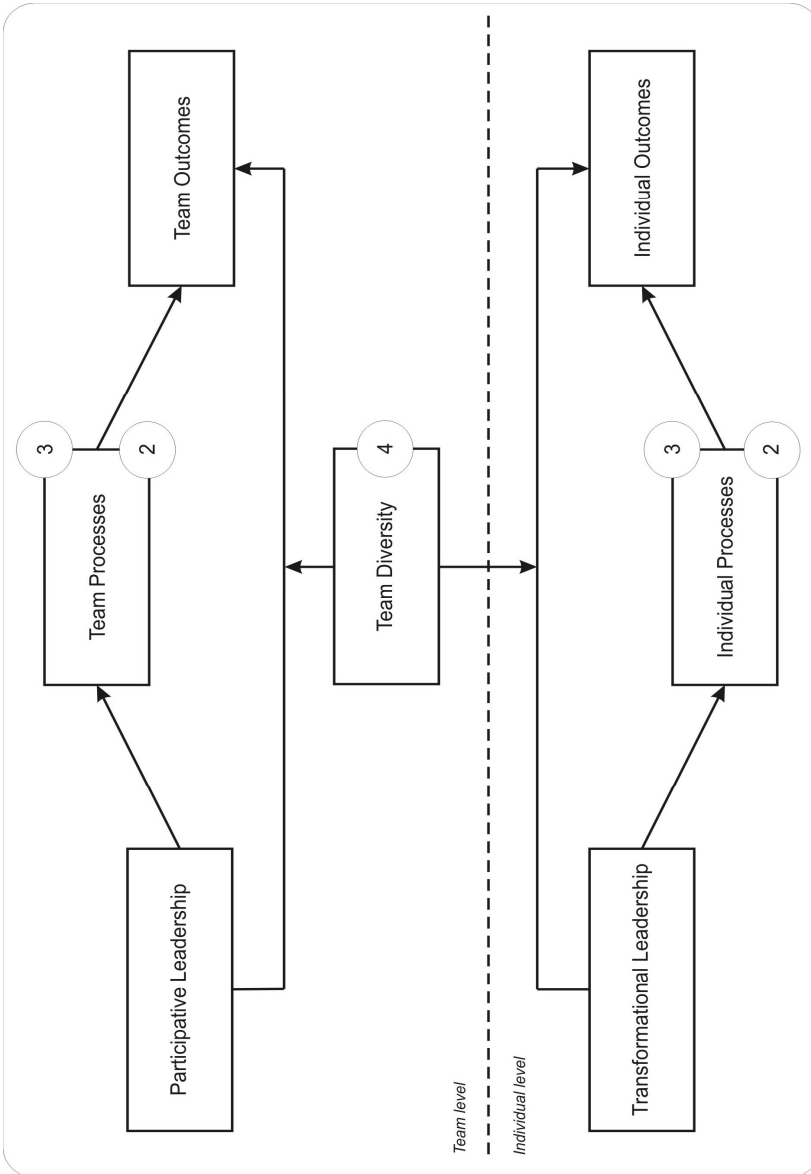 3
Team Processes
2
Participative Leadership
Team Outcomes
4
Team Diversity
Team level
Individual level
Transformational Leadership
Individual Outcomes
3
Individual Processes
2